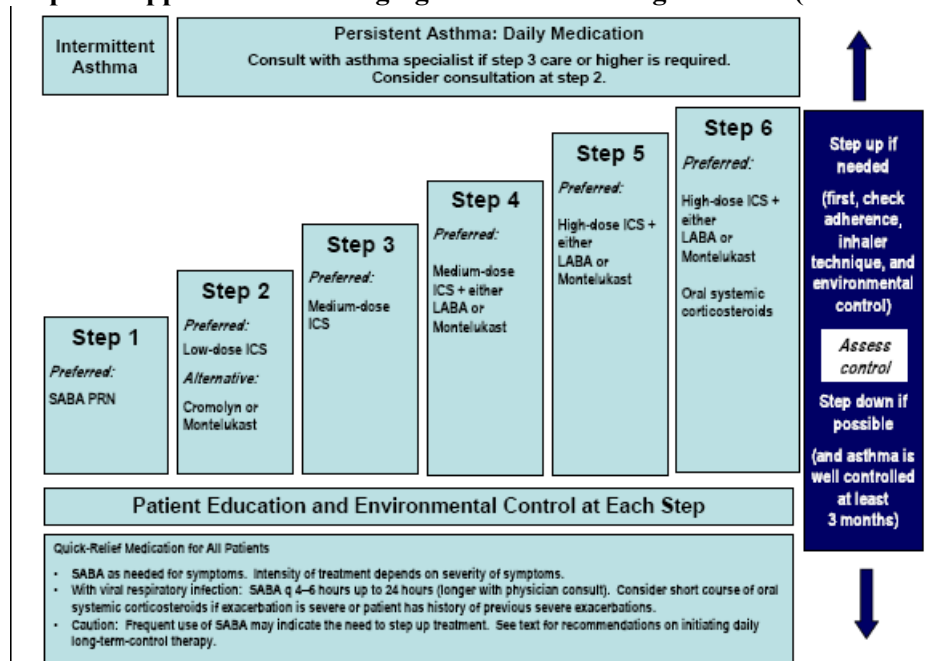 Intermittent
Asthma
Persistent Asthma: Daily Medication
Consult with asthma specialist if step 3 care or higher is required.
Consider consultation at step 2.
Step 1
Preferred:
SABA PRN
Step 2
Preferred:
Low-dose ICS
Alternative:
Cromolyn or
Montelukast
Step 3
Preferred:
Medium-dose
ICS
Step 4
Preferred:
Medium-dose
ICS + either
LABA or
Montelukast
Step 5
Preferred:
High-dose ICS +
either
LABA or
Montelukast
Step 6
Preferred:
High-dose ICS +
either
LABA or
Montelukast
Oral systemic
corticosteroids
Step up if
needed
(first, check
adherence,
inhaler
technique, and
environmental
control)
Assess
control
Step down if
possible
(and asthma is
well controlled
at least
3 months)
Patient Education and Environmental Control at Each Step
Quick-Relief Medication for All Patients
• SABA as needed for symptoms. Intensity of treatment depends on severity of symptoms.
• With viral respiratory infection: SABA q 4–6 hours up to 24 hours (longer with physician consult). Consider short course of oral
systemic corticosteroids if exacerbation is severe or patient has history of previous severe exacerbations.
• Caution: Frequent use of SABA may indicate the need to step up treatment. See text for recommendations on initiating daily
long-term-control therapy.